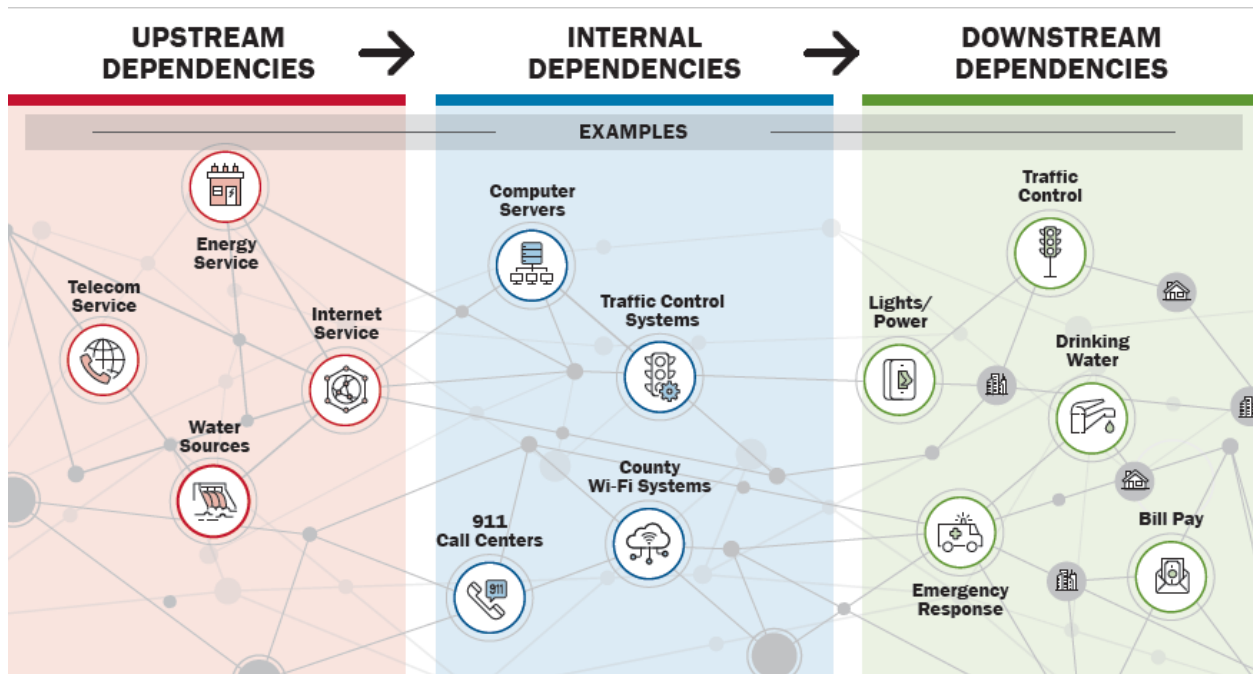 UPSTREAM
DEPENDENCIES
INTERNAL
DEPENDENCIES
DOWNSTREAM
DEPENDENCIES
EXAMPLES
Energy
Service
Telecom
Service
Internet
Service
Water
Sources
Computer
Servers
Traffic Control
Systems
County
Wi-Fi Systems
911
Call Centers
911
Traffic
Control
Lights/
Power
Drinking
Water
Emergency
Response
Bill Pay